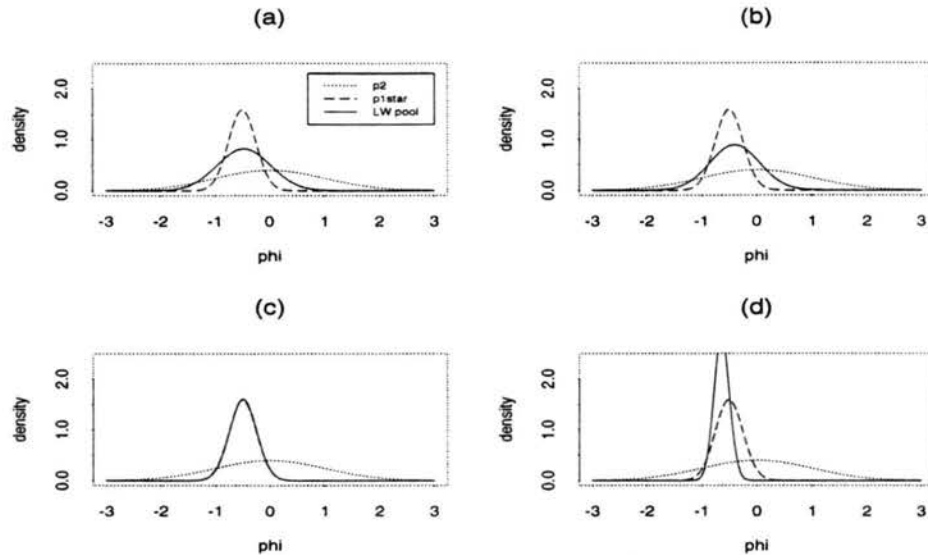 (a)
density
0.0 1.0 2.0
p2
p1star
LW pool
-3 -2 -1 0 1 2 3
phi
(b)
density
0.0 1.0 2.0
-3 -2 -1 0 1 2 3
phi
(c)
density
0.0 1.0 2.0
-3 -2 -1 0 1 2 3
phi
(d)
density
0.0 1.0 2.0
-3 -2 -1 0 1 2 3
phi